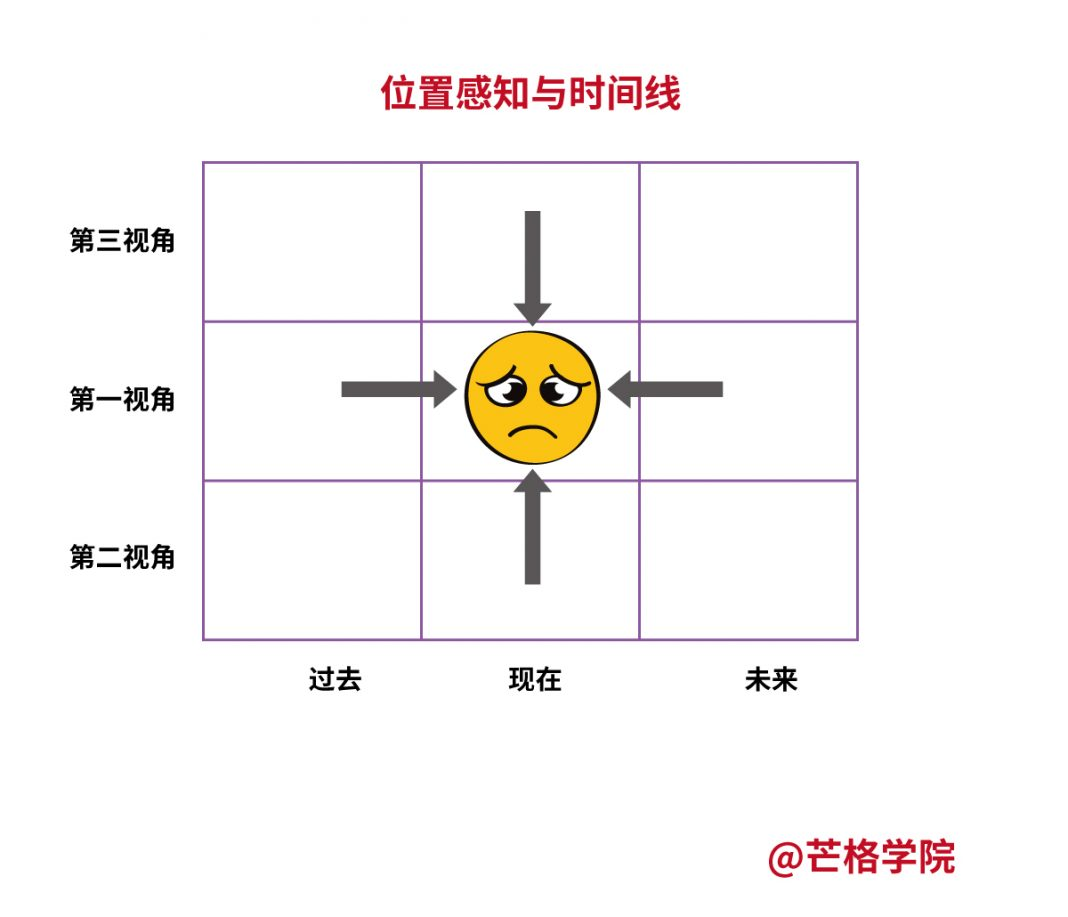 位置感知与时间线
第三视角
第一视角
第二视角
过去 现在 未来
@芒格学院